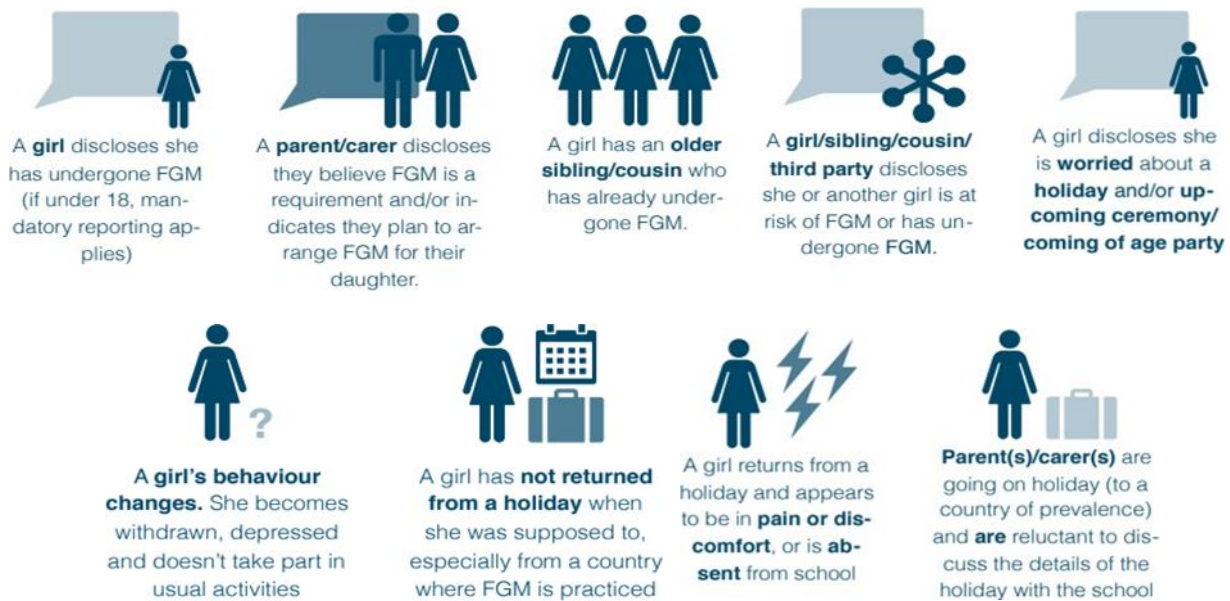 A girl discloses she
has undergone FGM
(if under 18, man-
datory reporting ap-
plies)
A parent/carer discloses
they believe FGM is a
requirement and/or in-
dicates they plan to ar-
range FGM for their
daughter.
A girl has an older
sibling/cousin who
has already under-
gone FGM.
A girl/sibling/cousin/
third party discloses
she or another girl is at
risk of FGM or has un-
dergone FGM.
A girl discloses she
is worried about a
holiday and/or up-
coming ceremony/
coming of age party
?
A girl's behaviour
changes. She becomes
withdrawn, depressed
and doesn't take part in
usual activities
A girl has not returned
from a holiday when
she was supposed to,
especially from a country
where FGM is practiced
A girl returns from a
holiday and appears
to be in pain or dis-
comfort, or is ab-
sent from school
Parent(s)/carer(s) are
going on holiday (to a
country of prevalence)
and are reluctant to dis-
cuss the details of the
holiday with the school